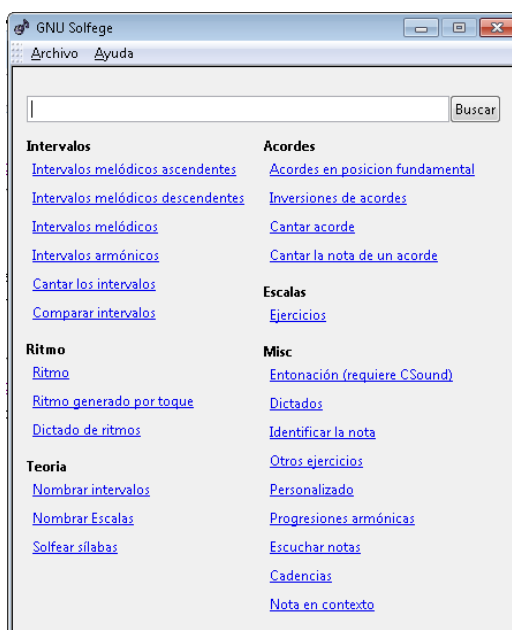 GNU Solfege
Archivo Ayuda
Buscar
Intervalos
Intervalos melódicos ascendentes
Intervalos melódicos descendentes
Intervalos melódicos
Intervalos armónicos
Cantar los intervalos
Comparar intervalos
Ritmo
Ritmo
Ritmo generado por toque
Dictado de ritmos
Teoria
Nombrar intervalos
Nombrar Escalas
Solfear sílabas
Acordes
Acordes en posicion fundamental
Inversiones de acordes
Cantar acorde
Cantar la nota de un acorde
Escalas
Ejercicios
Misc
Entonación (requiere CSound)
Dictados
Identificar la nota
Otros ejercicios
Personalizado
Progresiones armónicas
Escuchar notas
Cadencias
Nota en contexto